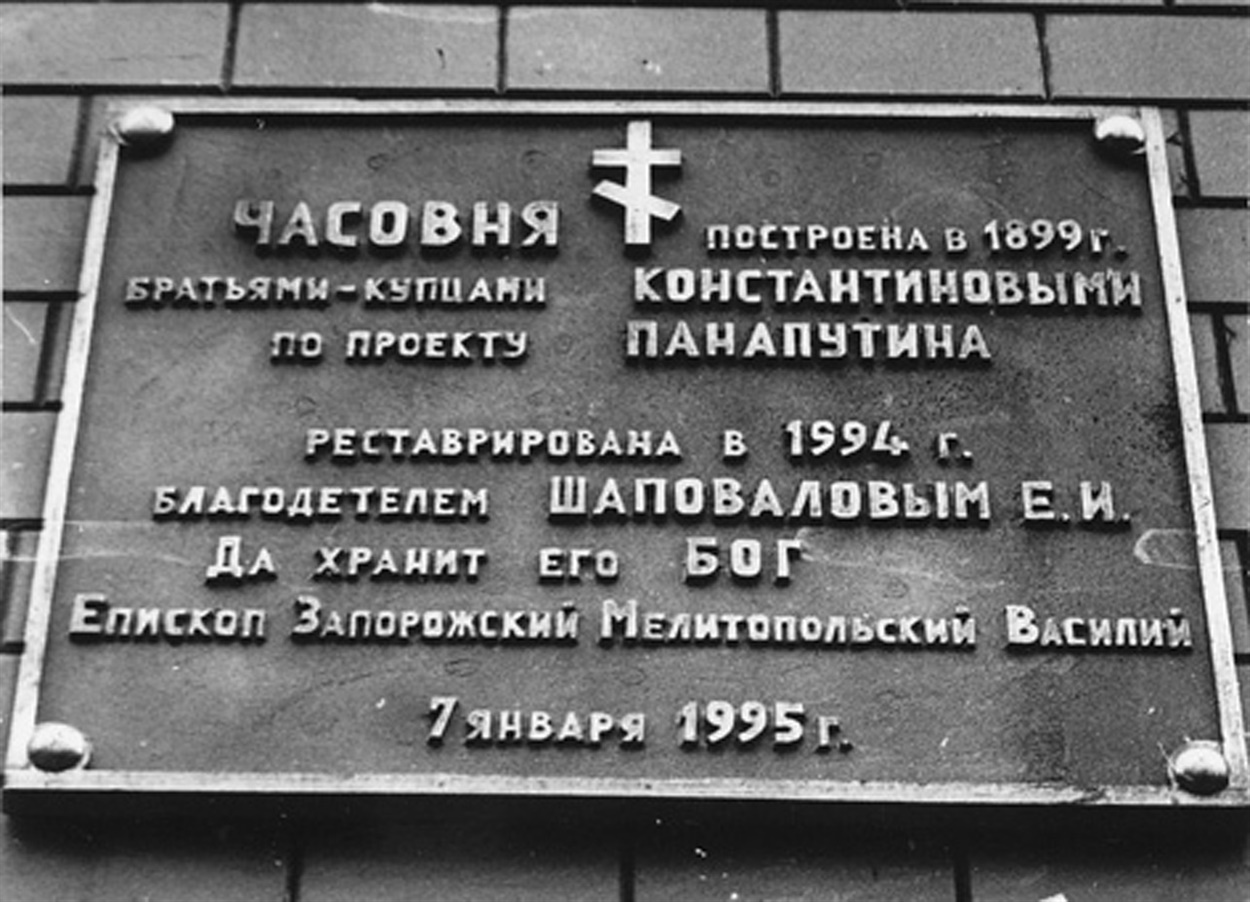 ЧАСОВНЯ ПОСТРОЕНА В 1899 г.
БРАТЬЯМИ-КУПЦАМИ КОНСТАНТИНОВЫМИ
ПО ПРОЕКТУ ПАНАПУТИНА
РЕСТАВРИРОВАНА В 1994 г.
БЛАГОДЕТЕЛЕМ ШАПОВАЛОВЫМ Е.И.
ДА ХРАНИТ ЕГО БОГ
ЕПИСКОП ЗАПОРОЖСКИЙ МЕЛИТОПОЛЬСКИЙ ВАСИЛИЙ
7 ЯНВАРЯ 1995 г.